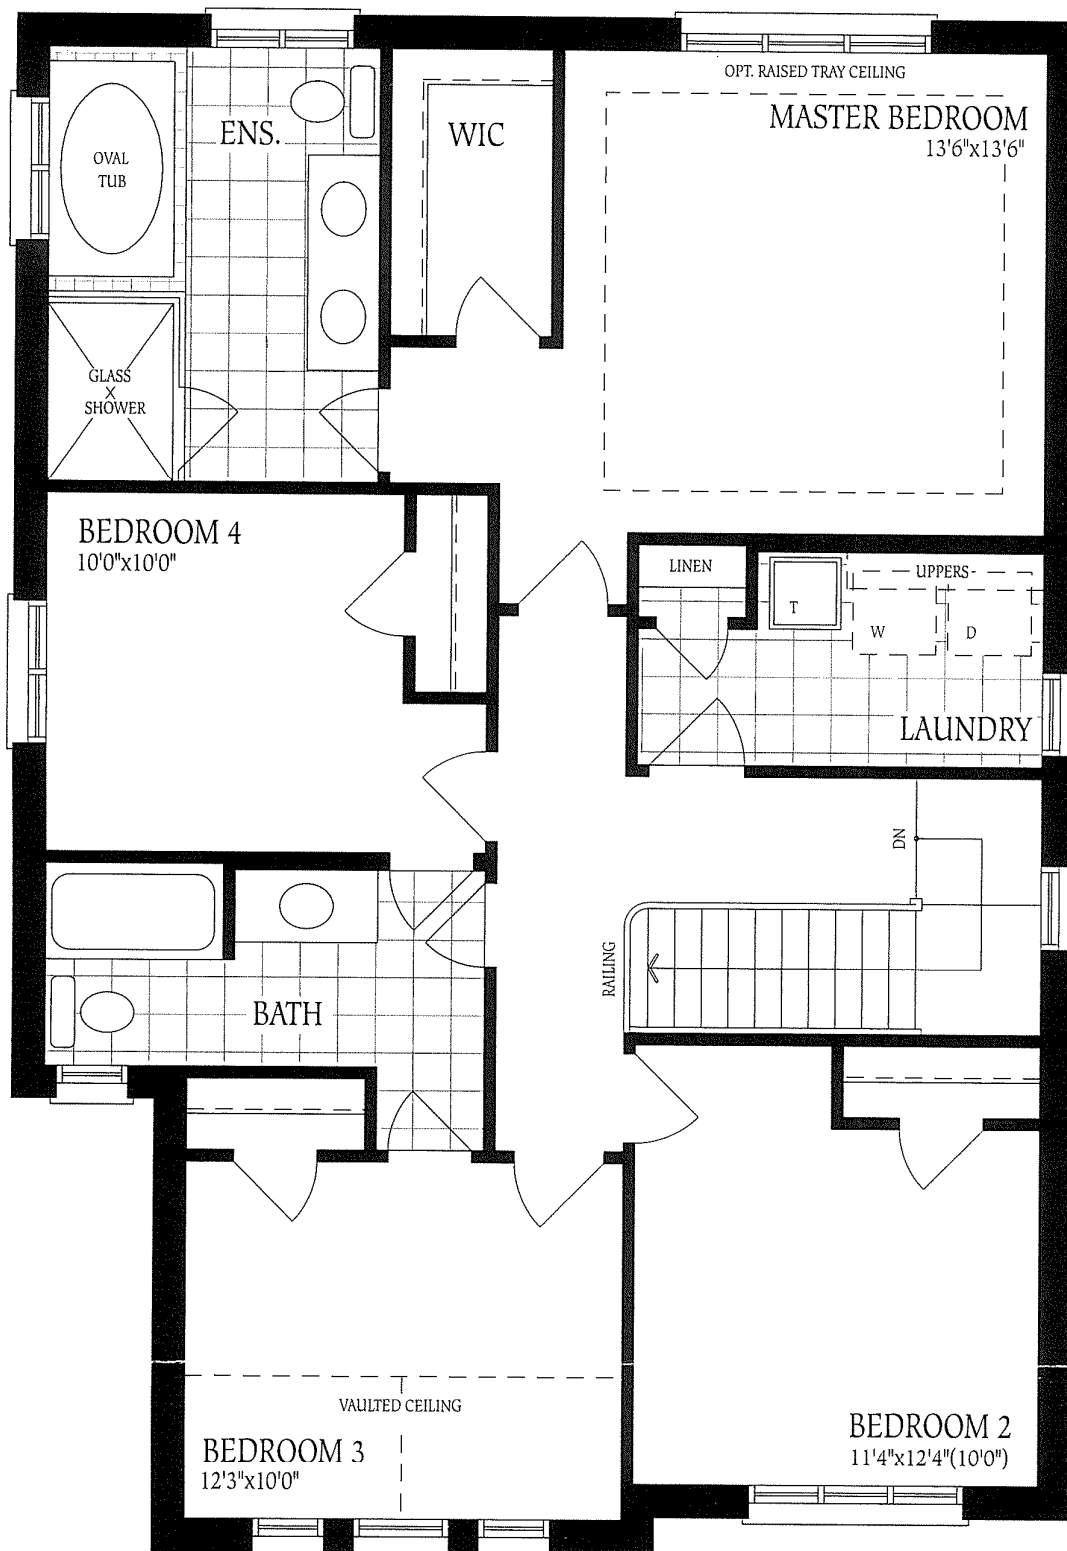 OPT. RAISED TRAY CEILING
MASTER BEDROOM
13'6"x13'6"
ENS.
WIC
OVAL
TUB
GLASS
SHOWER
BEDROOM 4
10'0"x10'0"
LINEN
UPPERS
T
W
D
LAUNDRY
DN
RAILING
BATH
VAULTED CEILING
BEDROOM 3
12'3"x10'0"
BEDROOM 2
11'4"x12'4"(10'0")